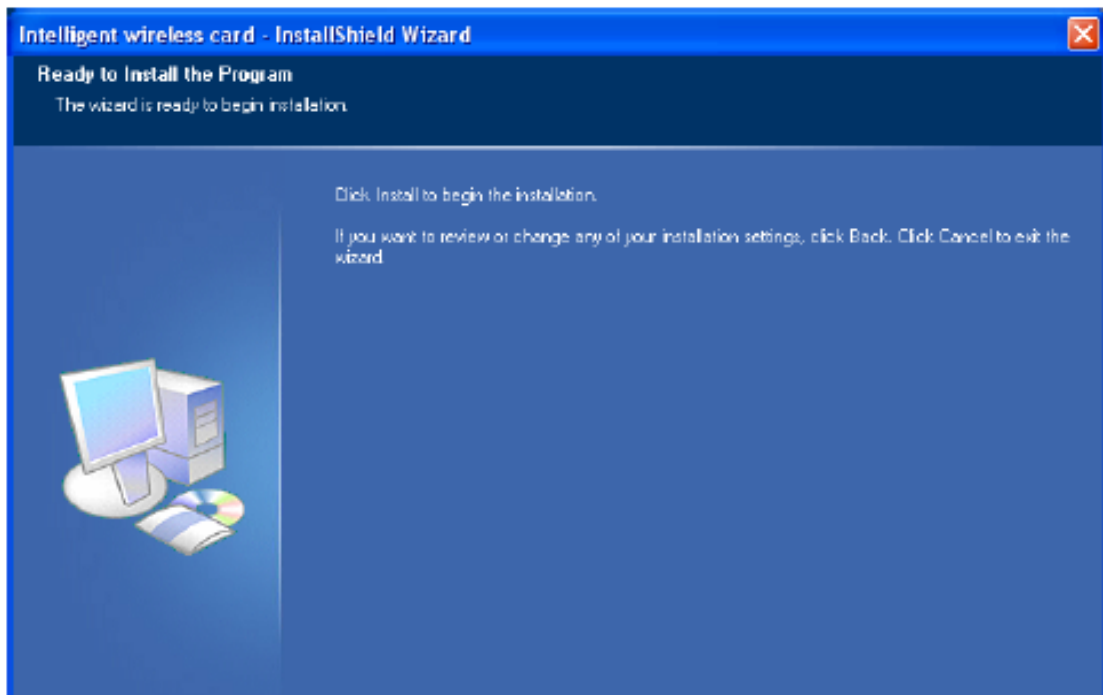 Intelligent wireless card - InstallShield Wizard
Ready to Install the Program
The wizard is ready to begin installation.
Click Install to begin the installation.
If you want to review or change any of your installation settings, click Back. Click Cancel to exit the
wizard.